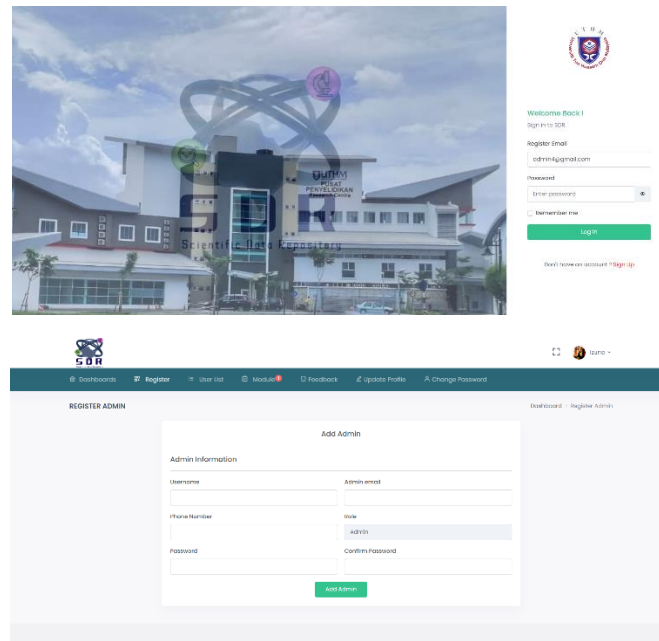 UTHM
UTHM
PUSAT
PENYELIDIKAN
Research Centre
SDR
Scientific Data Repository
Welcome Back !
Sign in to SDR.
Register Email
admin4@gmail.com
Password
Enter password
Remember me
Log In
Don't have an account ? Sign Up
SDR
Izuno
Dashboards Register User List Module Feedback Update Profile Change Password
REGISTER ADMIN
Dashboard Register Admin
Add Admin
Admin Information
Username Admin email
Phone Number Role
Admin
Password Confirm Password
Add Admin